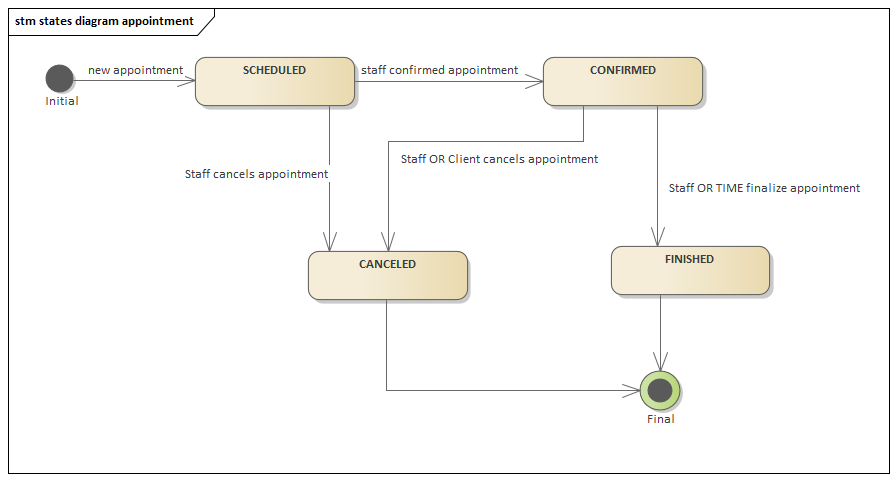 stm states diagram appointment
new appointment
SCHEDULED
staff confirmed appointment
CONFIRMED
Initial
Staff OR Client cancels appointment
Staff cancels appointment
Staff OR TIME finalize appointment
CANCELED
FINISHED
Final